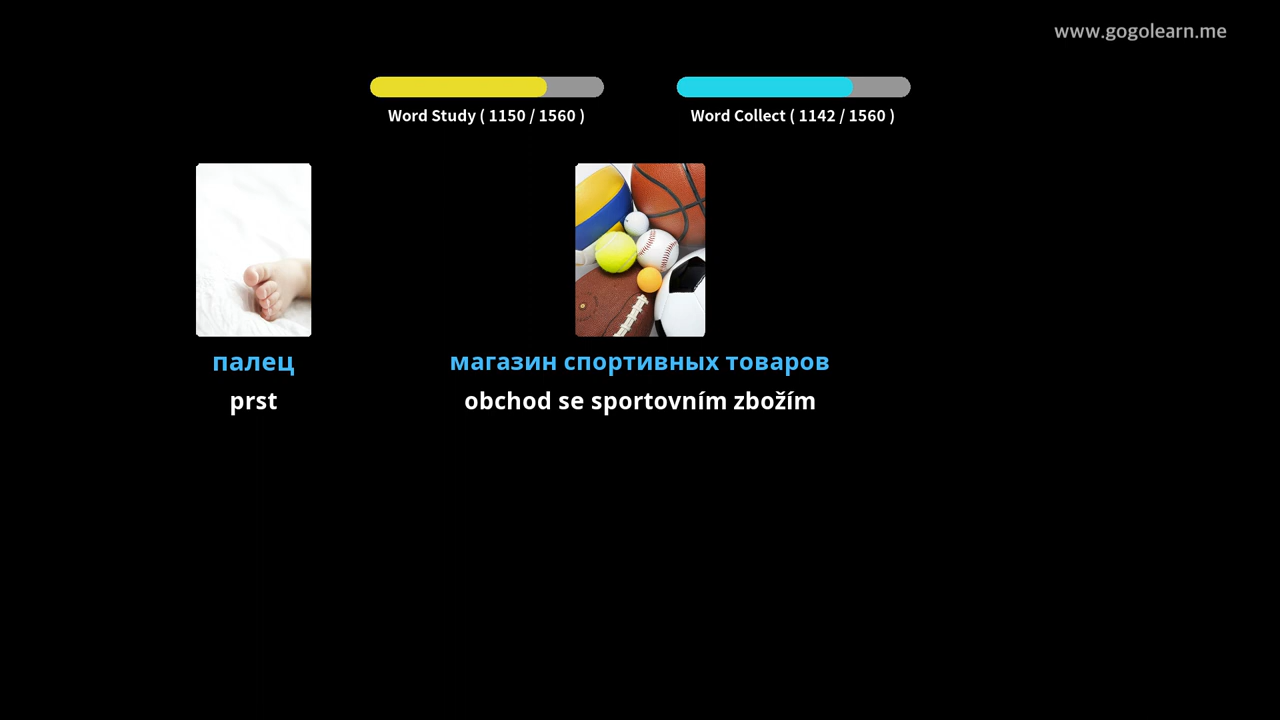 www.gogolearn.me
Word Study ( 1150 / 1560 )
Word Collect ( 1142 / 1560 )
палец
prst
магазин спортивных товаров
obchod se sportovním zbožím